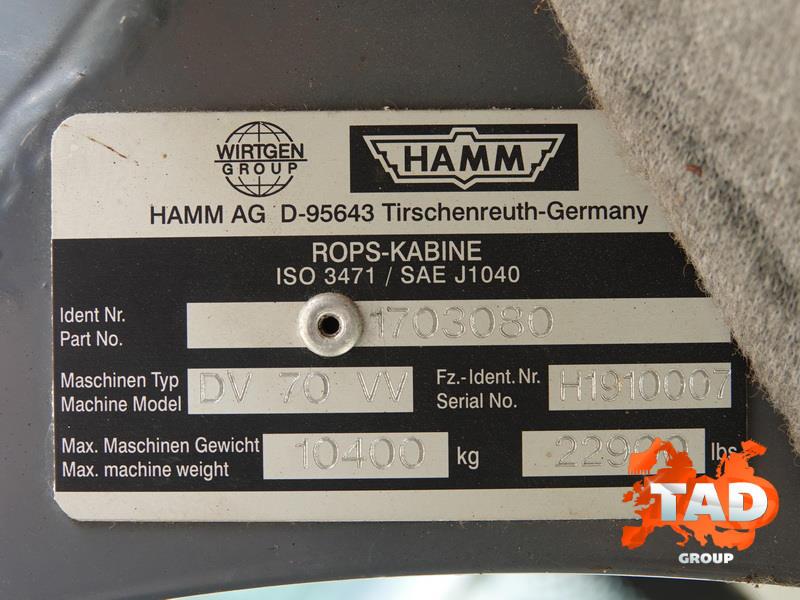 WIRTGEN
GROUP
HAMM
HAMM AG D-95643 Tirschenreuth-Germany
ROPS-KABINE
ISO 3471 / SAE J1040
Ident Nr.
Part No.
1703080
Maschinen Typ
Machine Model
DV 70 VV
Fz.-Ident. Nr.
Serial No.
H1910007
Max. Maschinen Gewicht
Max. machine weight
10400 kg
lbs
TAD
GROUP